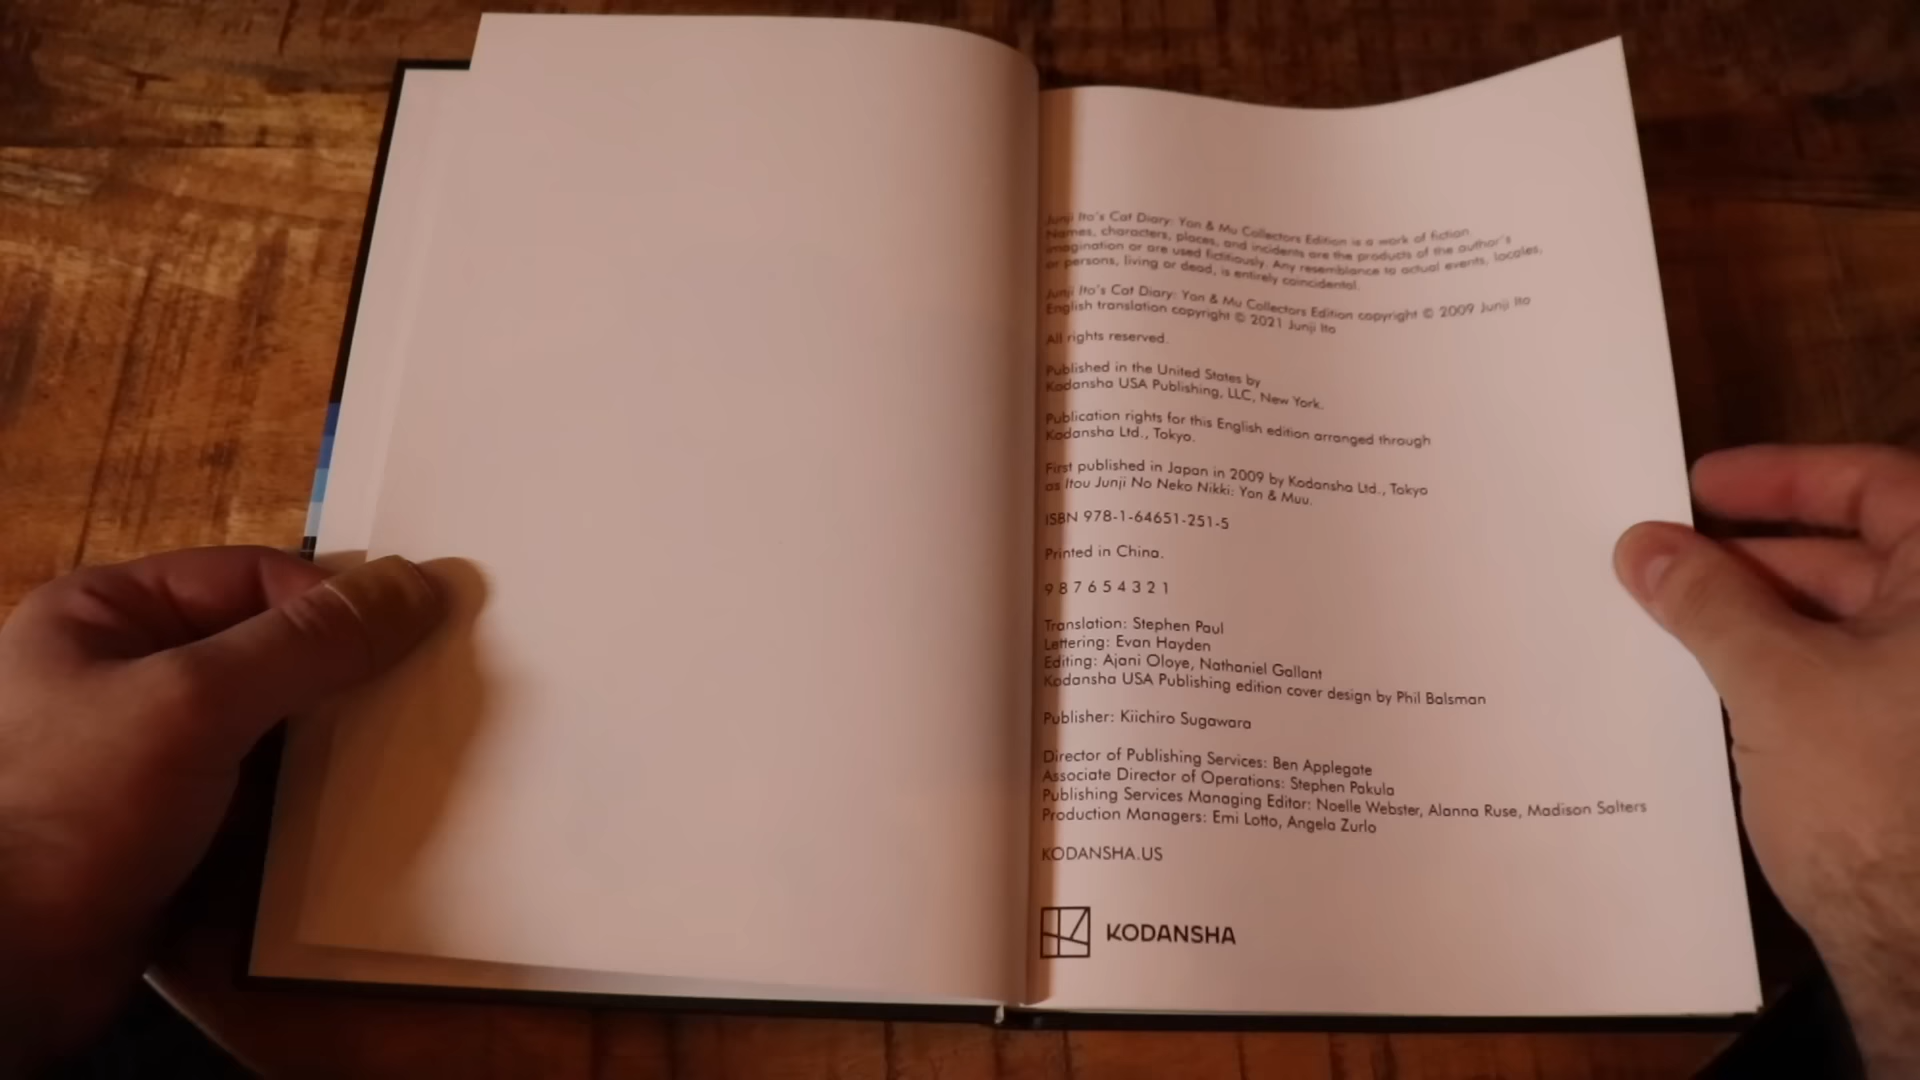 Junji Ito's Cat Diary: Yon & Mu Collectors Edition is a work of fiction.
Names, characters, places, and incidents are the products of the author's
imagination or are used fictitiously. Any resemblance to actual events, locales,
or persons, living or dead, is entirely coincidental.
Junji Ito's Cat Diary: Yon & Mu Collectors Edition copyright © 2009 Junji Ito
English translation copyright © 2021 Junji Ito
All rights reserved.
Published in the United States by
Kodansha USA Publishing, LLC, New York.
Publication rights for this English edition arranged through
Kodansha Ltd., Tokyo.
First published in Japan in 2009 by Kodansha Ltd., Tokyo
as Itou Junji No Neko Nikki: Yon & Muu.
ISBN 978-1-64651-251-5
Printed in China.
9 8 7 6 5 4 3 2 1
Translation: Stephen Paul
Lettering: Evan Hayden
Editing: Ajani Oloye, Nathaniel Gallant
Kodansha USA Publishing edition cover design by Phil Balsman
Publisher: Kiichiro Sugawara
Director of Publishing Services: Ben Applegate
Associate Director of Operations: Stephen Pakula
Publishing Services Managing Editor: Noelle Webster, Alanna Ruse, Madison Salters
Production Managers: Emi Lotto, Angela Zurlo
KODANSHA.US
KODANSHA